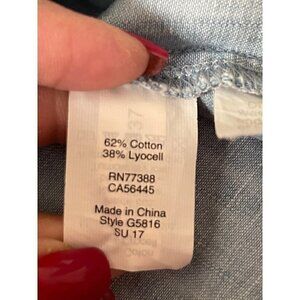 62% Cotton
38% Lyocell
RN77388
CA56445
Made in China
Style G5816
SU 17